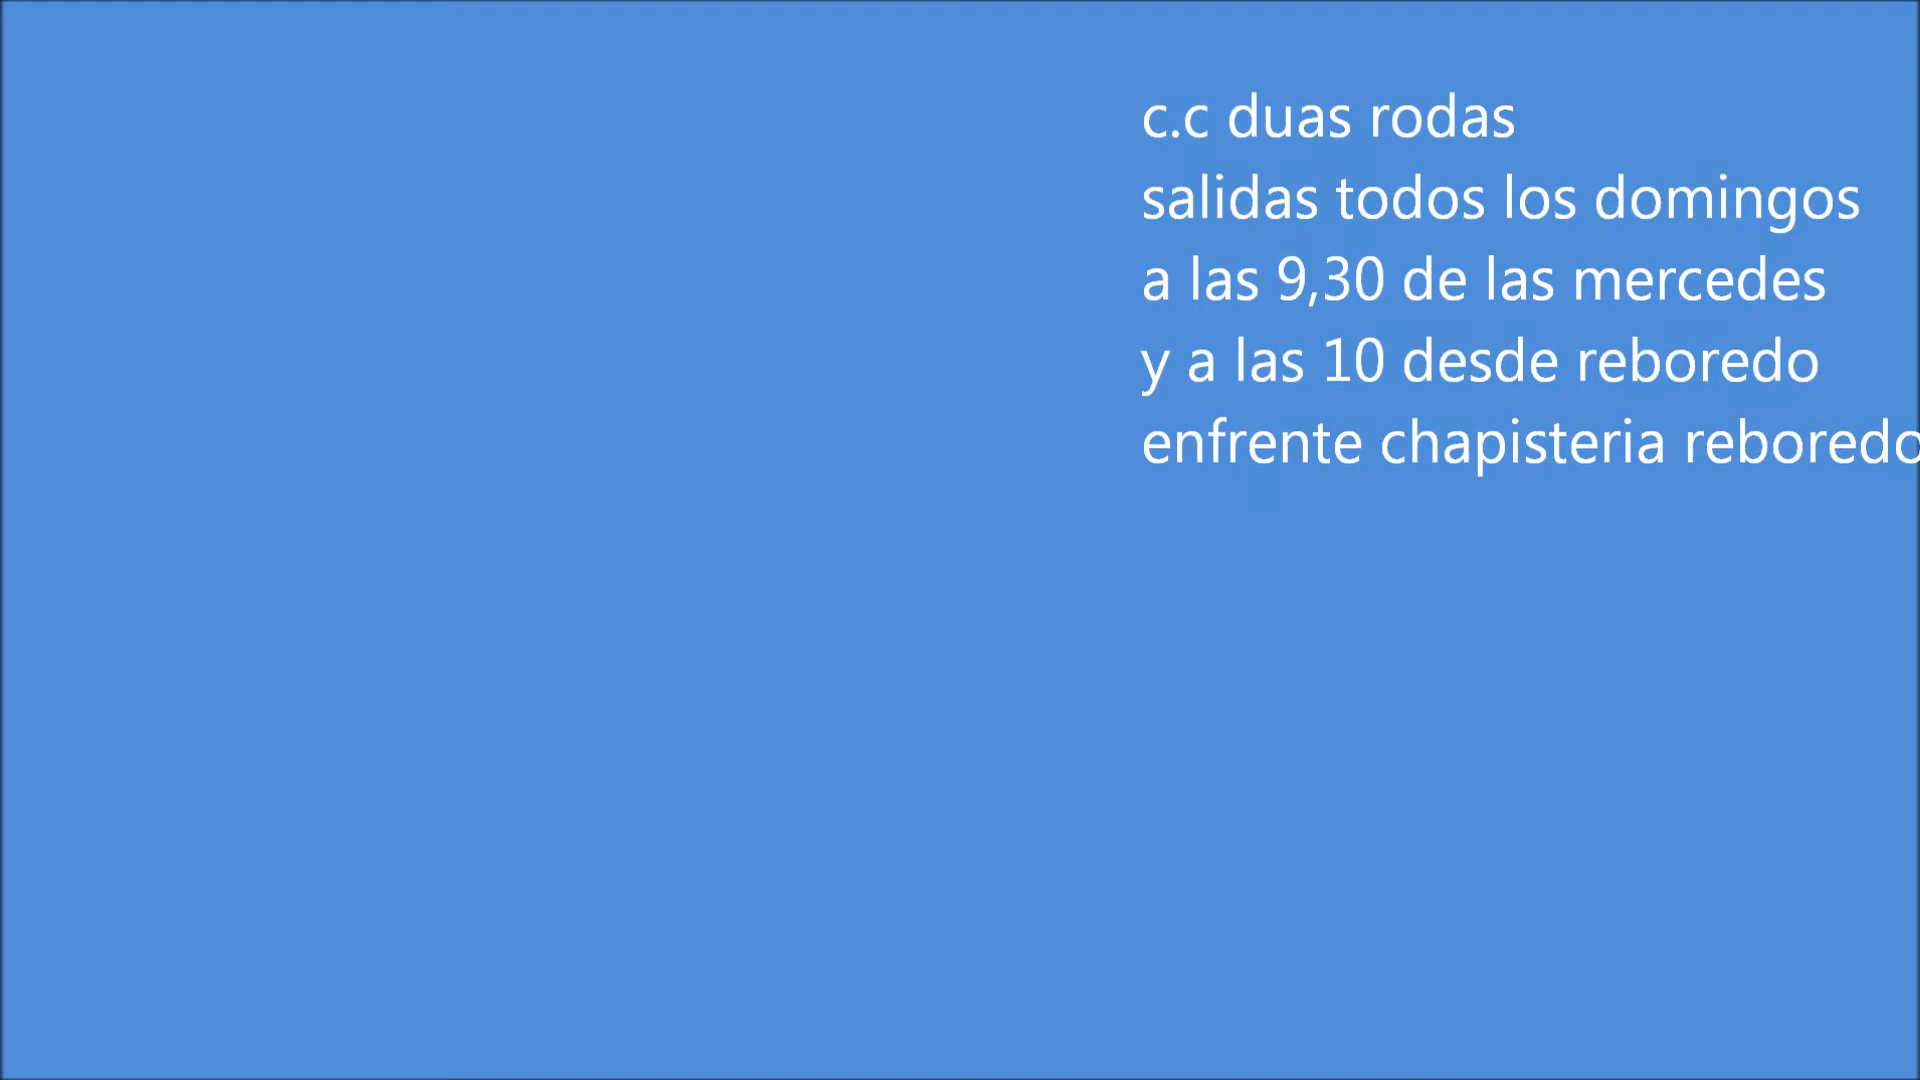 c.c duas rodas
salidas todos los domingos
a las 9,30 de las mercedes
y a las 10 desde reboredo
enfrente chapisteria reboredo